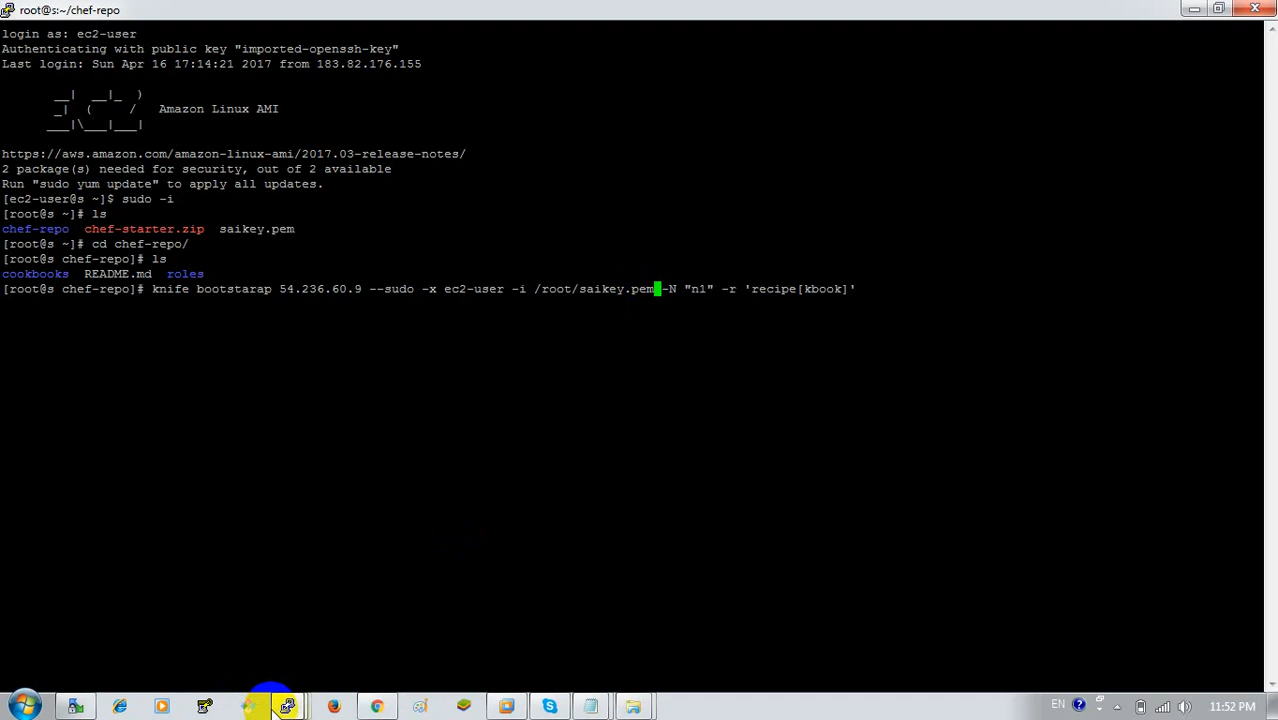 root@s:~/chef-repo
login as: ec2-user
Authenticating with public key "imported-openssh-key"
Last login: Sun Apr 16 17:14:21 2017 from 183.82.176.155
__|  __|_  )
_|  (     /   Amazon Linux AMI
___|\___|___|
https://aws.amazon.com/amazon-linux-ami/2017.03-release-notes/
2 package(s) needed for security, out of 2 available
Run "sudo yum update" to apply all updates.
[ec2-user@s ~]$ sudo -i
[root@s ~]# ls
chef-repo  chef-starter.zip  saikey.pem
[root@s ~]# cd chef-repo/
[root@s chef-repo]# ls
cookbooks  README.md  roles
[root@s chef-repo]# knife bootstarap 54.236.60.9 --sudo -x ec2-user -i /root/saikey.pem -N "n1" -r 'recipe[kbook]'
EN 11:52 PM